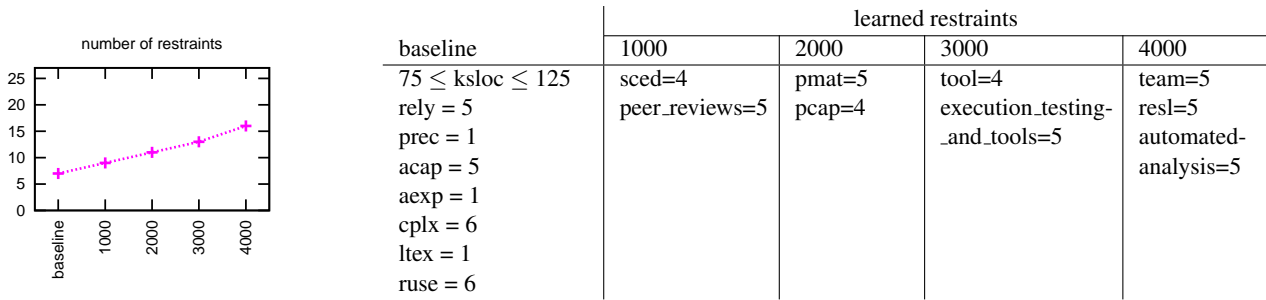 number of restraints
25
20
15
10
5
0
baseline
1000
2000
3000
4000
learned restraints
baseline 1000 2000 3000 4000
75 ≤ ksloc ≤ 125 sced=4 pmat=5 tool=4 team=5
rely = 5 peer_reviews=5 pcap=4 execution_testing- resl=5
prec = 1 _and_tools=5 automated-
acap = 5 analysis=5
aexp = 1
cplx = 6
ltex = 1
ruse = 6